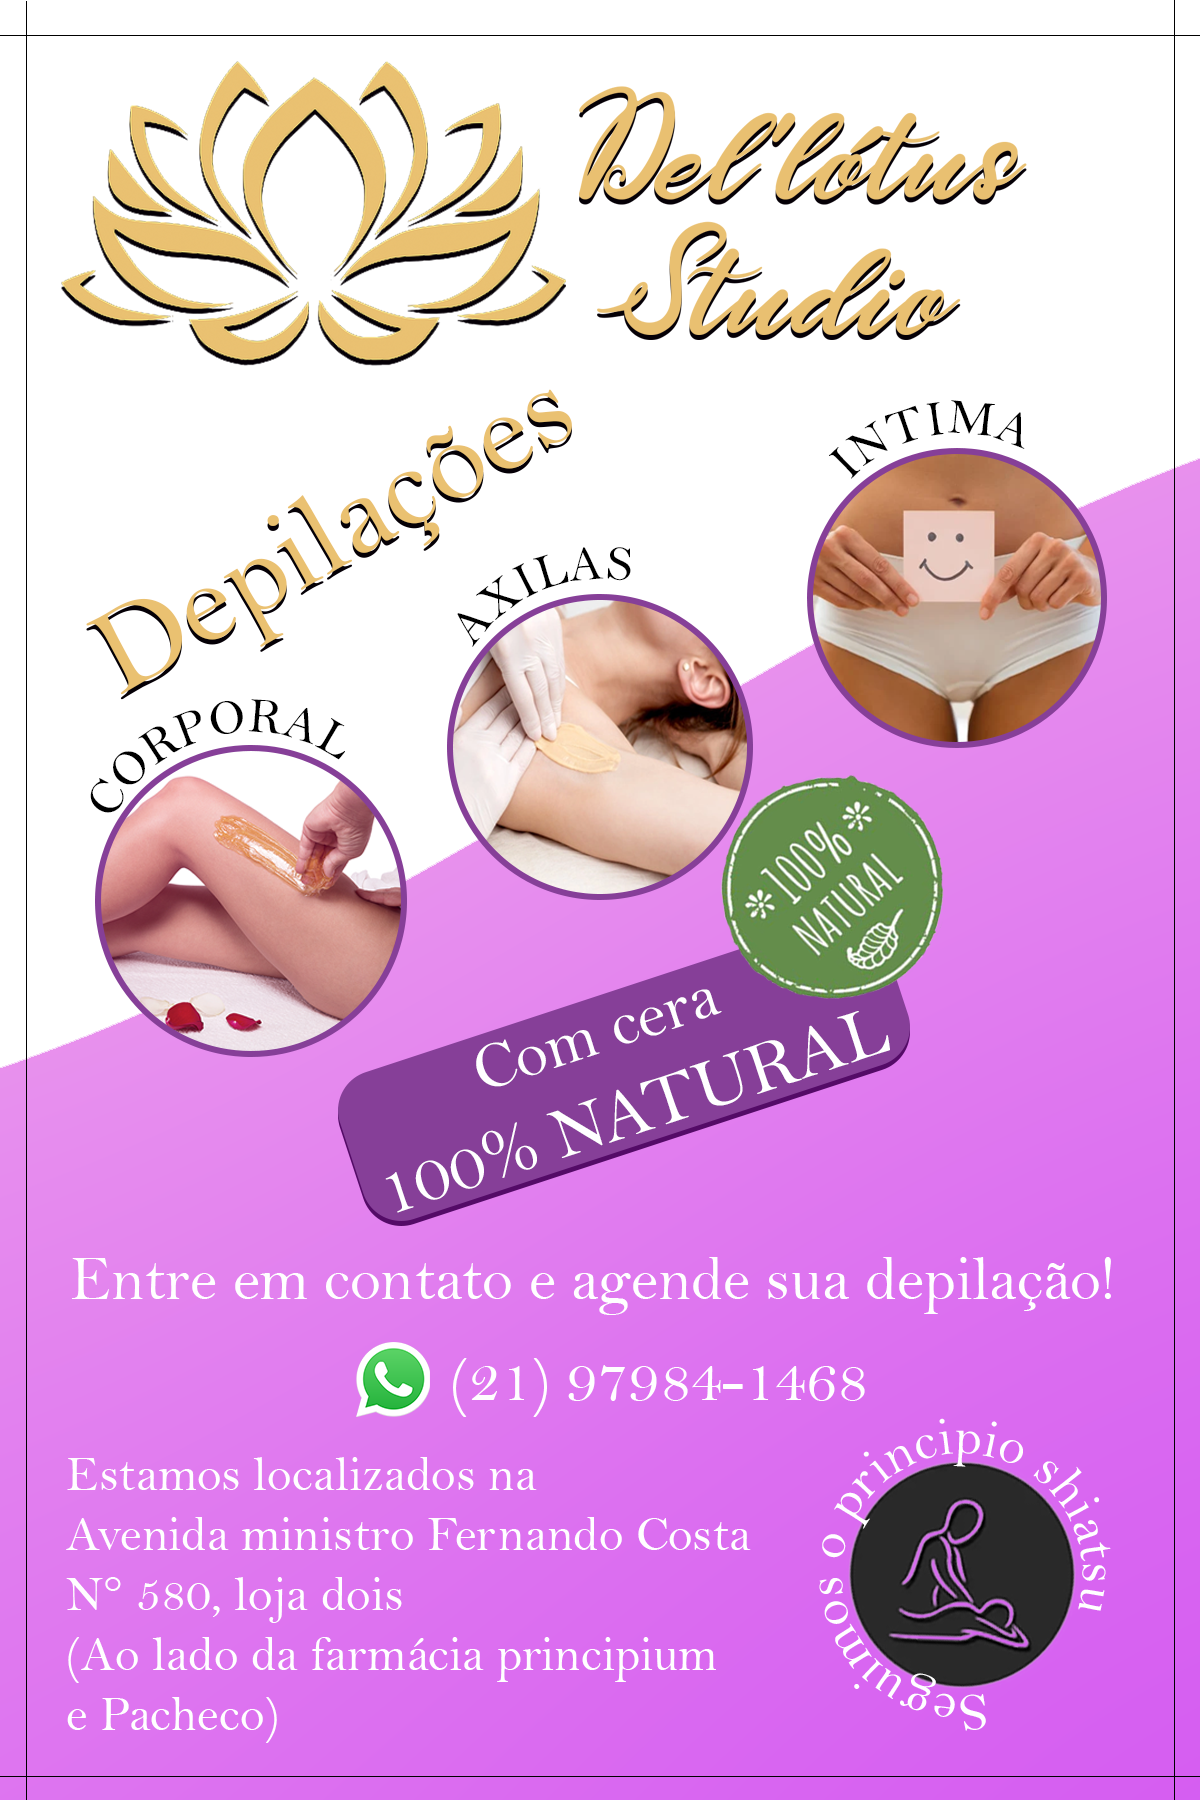 Del'lótus
Studio
Depilações
INTIMA
AXILAS
CORPORAL
100%
NATURAL
Com cera
100% NATURAL
Entre em contato e agende sua depilação!
(21) 97984-1468
Estamos localizados na
Avenida ministro Fernando Costa
N° 580, loja dois
(Ao lado da farmácia principium
e Pacheco)
Seguimos o principio shiatsu